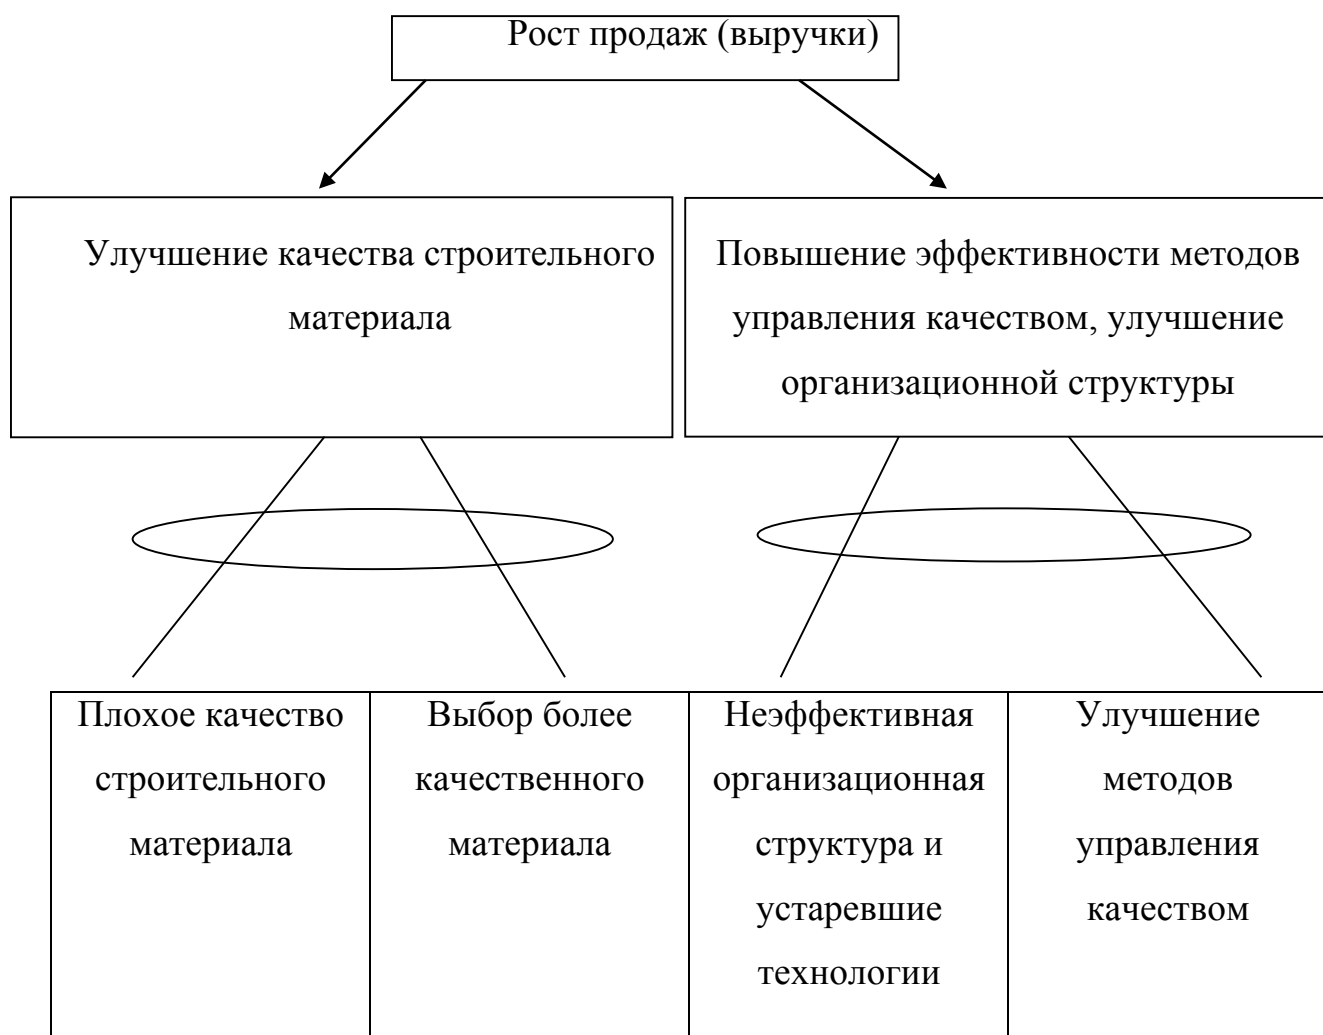 Рост продаж (выручки)
Улучшение качества строительного
материала
Повышение эффективности методов
управления качеством, улучшение
организационной структуры
Плохое качество
строительного
материала
Выбор более
качественного
материала
Неэффективная
организационная
структура и
устаревшие
технологии
Улучшение
методов
управления
качеством